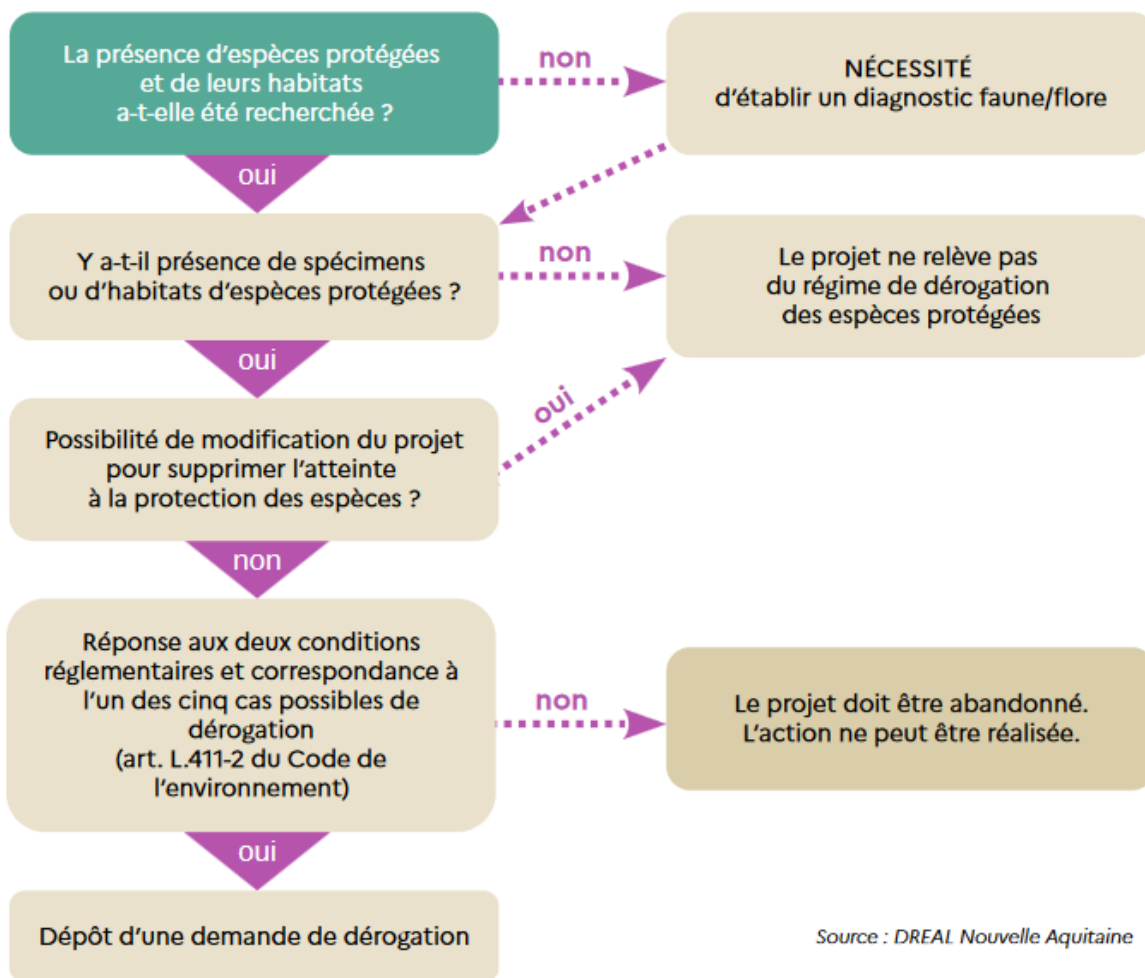 La présence d'espèces protégées
et de leurs habitats
a-t-elle été recherchée ?
non
NÉCESSITÉ
d'établir un diagnostic faune/flore
oui
Y a-t-il présence de spécimens
ou d'habitats d'espèces protégées ?
non
Le projet ne relève pas
du régime de dérogation
des espèces protégées
oui
oui
Possibilité de modification du projet
pour supprimer l'atteinte
à la protection des espèces ?
non
Réponse aux deux conditions
réglementaires et correspondance à
l'un des cinq cas possibles de
dérogation
(art. L.411-2 du Code de
l'environnement)
non
Le projet doit être abandonné.
L'action ne peut être réalisée.
oui
Dépôt d'une demande de dérogation
Source : DREAL Nouvelle Aquitaine